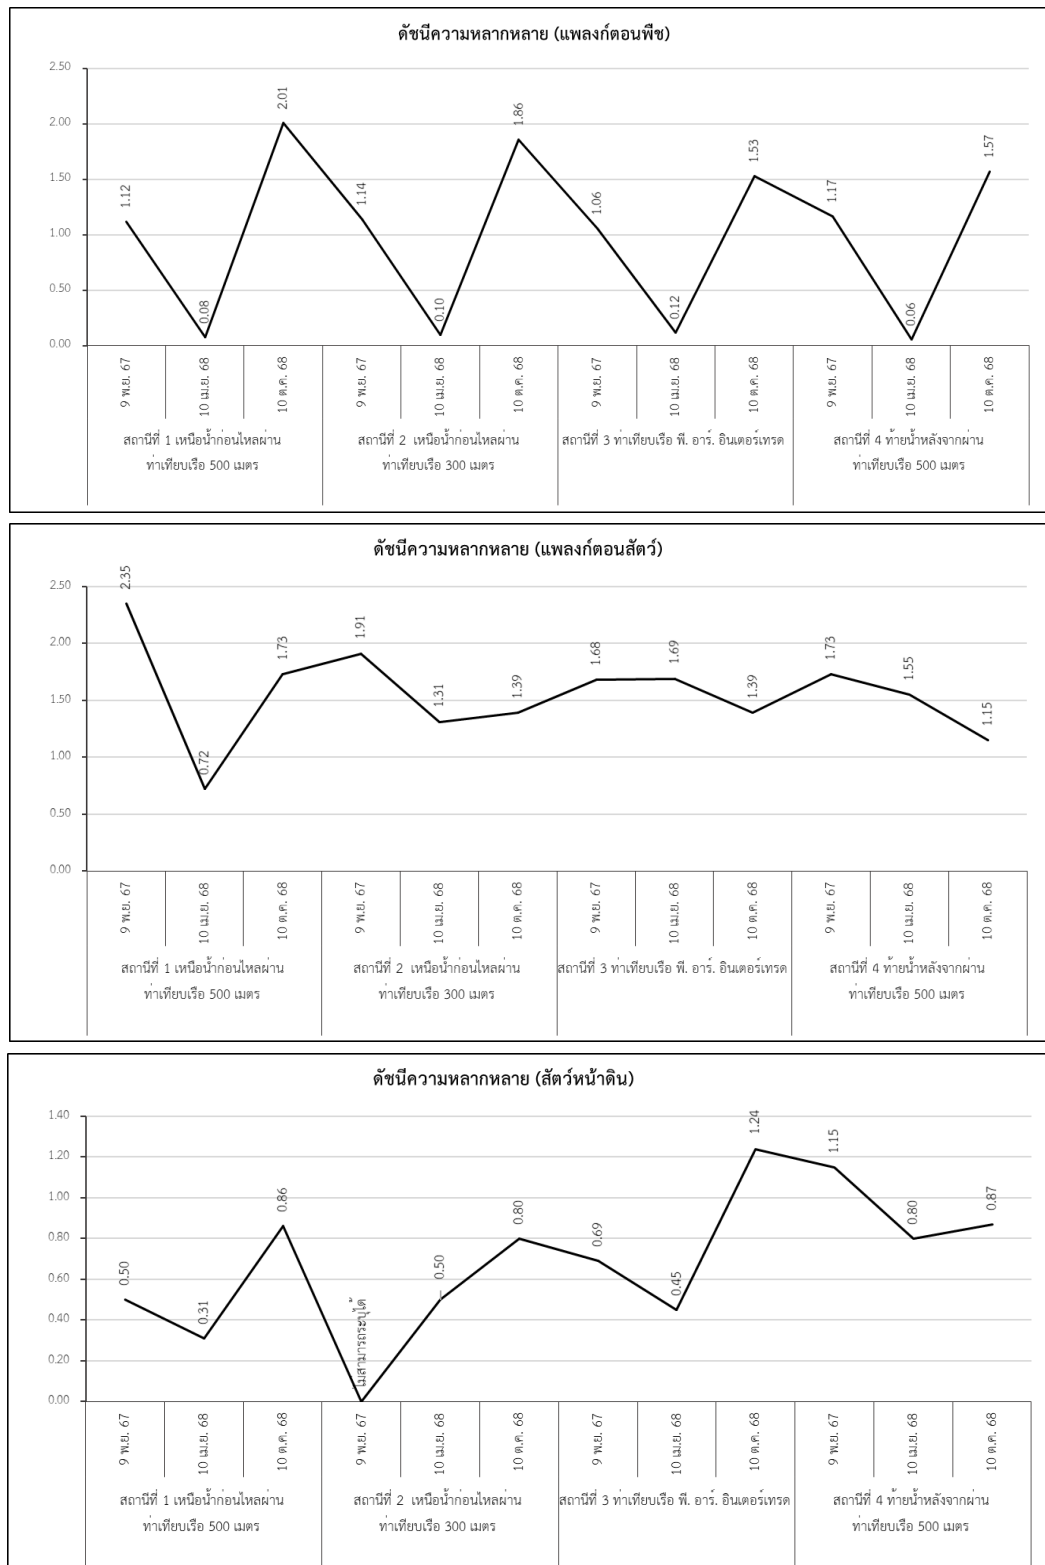 ดัชนีความหลากหลาย (แพลงก์ตอนพืช)
2.50
2.00
1.50
1.00
0.50
0.00
1.12
0.08
2.01
1.14
0.10
1.86
1.06
0.12
1.53
1.17
0.06
1.57
9 พ.ย. 67
10 เม.ย. 68
10 ต.ค. 68
9 พ.ย. 67
10 เม.ย. 68
10 ต.ค. 68
9 พ.ย. 67
10 เม.ย. 68
10 ต.ค. 68
9 พ.ย. 67
10 เม.ย. 68
10 ต.ค. 68
สถานีที่ 1 เหนือน้ำก่อนไหลผ่าน
ท่าเทียบเรือ 500 เมตร
สถานีที่ 2 เหนือน้ำก่อนไหลผ่าน
ท่าเทียบเรือ 300 เมตร
สถานีที่ 3 ท่าเทียบเรือ พี. อาร์. อินเตอร์เทรด
สถานีที่ 4 ท้ายน้ำหลังจากผ่าน
ท่าเทียบเรือ 500 เมตร
ดัชนีความหลากหลาย (แพลงก์ตอนสัตว์)
2.50
2.00
1.50
1.00
0.50
0.00
2.35
0.72
1.73
1.91
1.31
1.39
1.68
1.69
1.39
1.73
1.55
1.15
9 พ.ย. 67
10 เม.ย. 68
10 ต.ค. 68
9 พ.ย. 67
10 เม.ย. 68
10 ต.ค. 68
9 พ.ย. 67
10 เม.ย. 68
10 ต.ค. 68
9 พ.ย. 67
10 เม.ย. 68
10 ต.ค. 68
สถานีที่ 1 เหนือน้ำก่อนไหลผ่าน
ท่าเทียบเรือ 500 เมตร
สถานีที่ 2 เหนือน้ำก่อนไหลผ่าน
ท่าเทียบเรือ 300 เมตร
สถานีที่ 3 ท่าเทียบเรือ พี. อาร์. อินเตอร์เทรด
สถานีที่ 4 ท้ายน้ำหลังจากผ่าน
ท่าเทียบเรือ 500 เมตร
ดัชนีความหลากหลาย (สัตว์หน้าดิน)
1.40
1.20
1.00
0.80
0.60
0.40
0.20
0.00
0.50
0.31
0.86
ไม่สามารถระบุได้
0.50
0.80
0.69
0.45
1.24
1.15
0.80
0.87
9 พ.ย. 67
10 เม.ย. 68
10 ต.ค. 68
9 พ.ย. 67
10 เม.ย. 68
10 ต.ค. 68
9 พ.ย. 67
10 เม.ย. 68
10 ต.ค. 68
9 พ.ย. 67
10 เม.ย. 68
10 ต.ค. 68
สถานีที่ 1 เหนือน้ำก่อนไหลผ่าน
ท่าเทียบเรือ 500 เมตร
สถานีที่ 2 เหนือน้ำก่อนไหลผ่าน
ท่าเทียบเรือ 300 เมตร
สถานีที่ 3 ท่าเทียบเรือ พี. อาร์. อินเตอร์เทรด
สถานีที่ 4 ท้ายน้ำหลังจากผ่าน
ท่าเทียบเรือ 500 เมตร